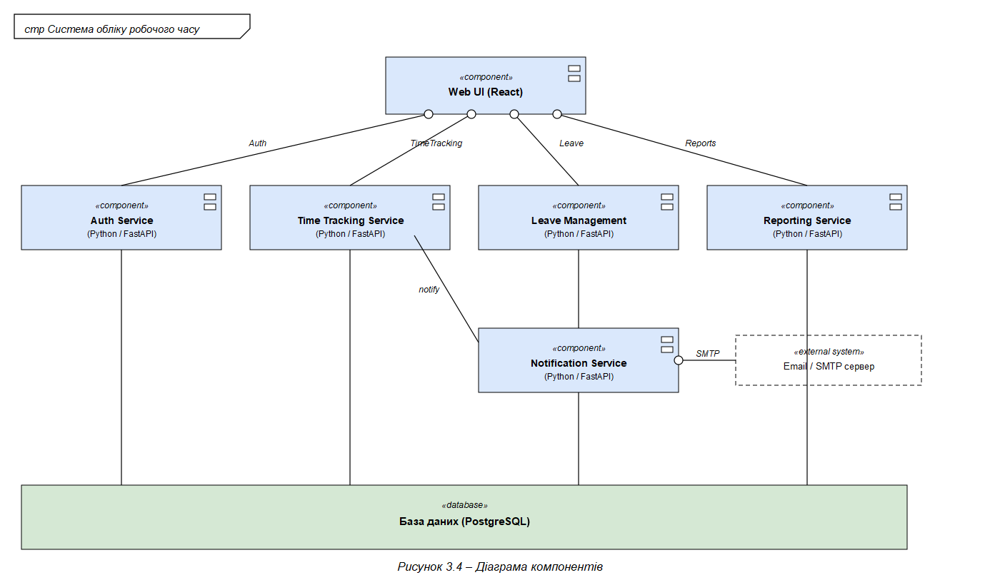 стр Система обліку робочого часу
«component»
Web UI (React)
Auth
TimeTracking
Leave
Reports
«component»
Auth Service
(Python / FastAPI)
«component»
Time Tracking Service
(Python / FastAPI)
«component»
Leave Management
(Python / FastAPI)
«component»
Reporting Service
(Python / FastAPI)
notify
«component»
Notification Service
(Python / FastAPI)
SMTP
«external system»
Email / SMTP сервер
«database»
База даних (PostgreSQL)
Рисунок 3.4 – Діаграма компонентів